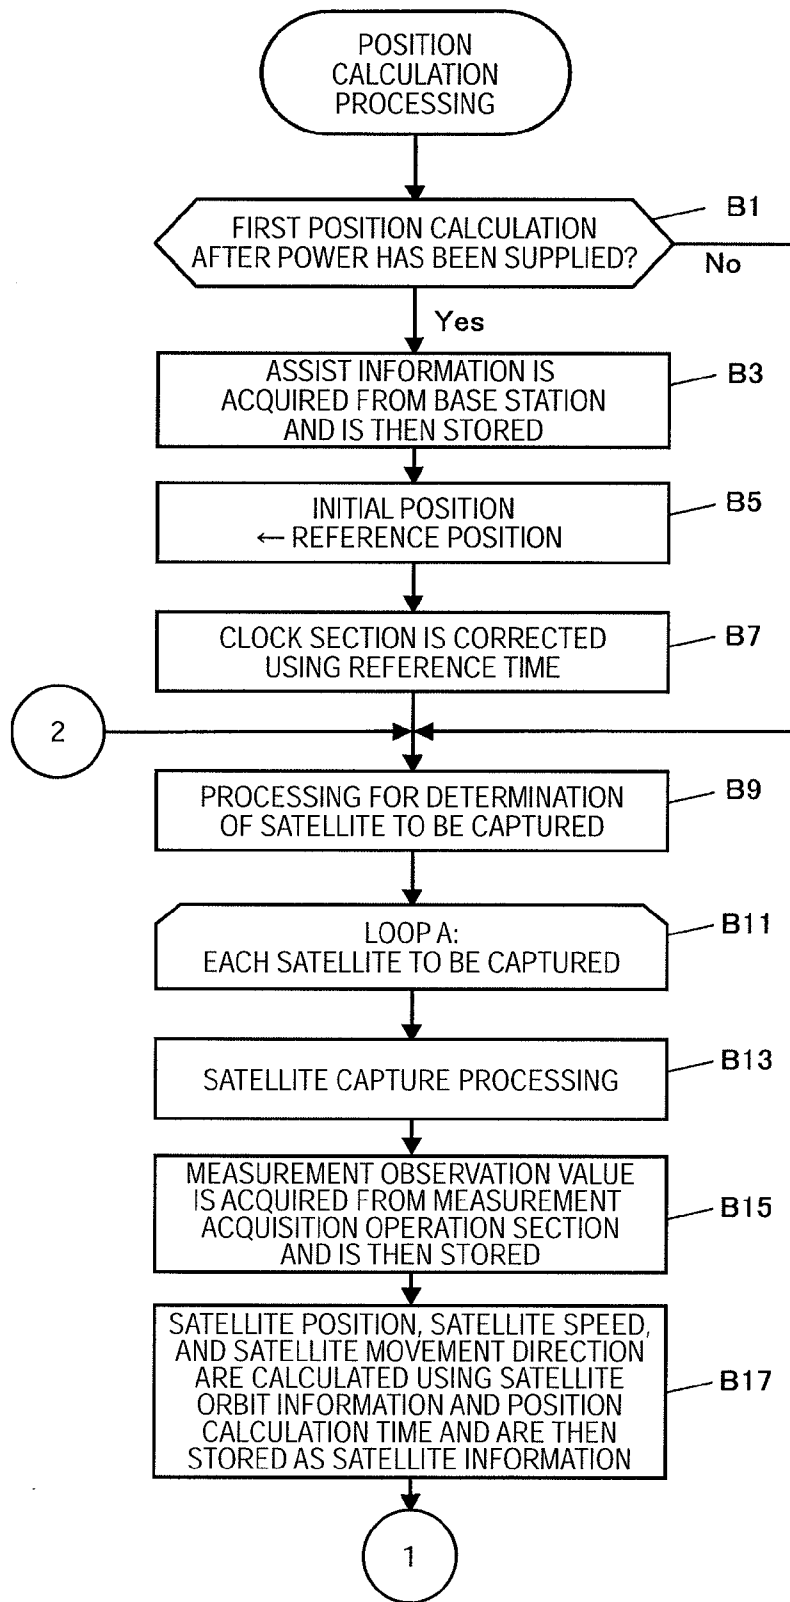 POSITION
CALCULATION
PROCESSING
FIRST POSITION CALCULATION
AFTER POWER HAS BEEN SUPPLIED?
B1
No
Yes
ASSIST INFORMATION IS
ACQUIRED FROM BASE STATION
AND IS THEN STORED
B3
INITIAL POSITION
← REFERENCE POSITION
B5
CLOCK SECTION IS CORRECTED
USING REFERENCE TIME
B7
2
PROCESSING FOR DETERMINATION
OF SATELLITE TO BE CAPTURED
B9
LOOP A:
EACH SATELLITE TO BE CAPTURED
B11
SATELLITE CAPTURE PROCESSING
B13
MEASUREMENT OBSERVATION VALUE
IS ACQUIRED FROM MEASUREMENT
ACQUISITION OPERATION SECTION
AND IS THEN STORED
B15
SATELLITE POSITION, SATELLITE SPEED,
AND SATELLITE MOVEMENT DIRECTION
ARE CALCULATED USING SATELLITE
ORBIT INFORMATION AND POSITION
CALCULATION TIME AND ARE THEN
STORED AS SATELLITE INFORMATION
B17
1